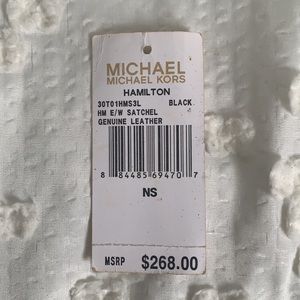 MICHAEL
MICHAEL KORS
HAMILTON
30T01HMS3L BLACK
HM E/W SATCHEL
GENUINE LEATHER
8 84485 69470 7
NS
MSRP $268.00